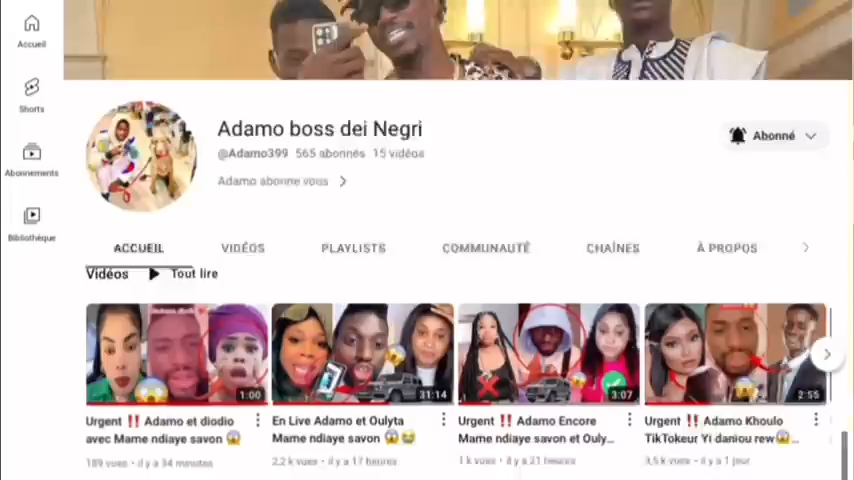 Accueil
Shorts
Abonnements
Bibliothèque
Adamo boss dei Negri
@Adamo399 565 abonnés 15 vidéos
Adamo abonne vous
Abonné
ACCUEIL VIDÉOS PLAYLISTS COMMUNAUTÉ CHAÎNES À PROPOS
Vidéos Tout lire
1:00
31:14
3:07
2:55
Urgent ‼️ Adamo et diodio
avec Mame ndiaye savon 😱
189 vues • il y a 34 minutes
En Live Adamo et Oulyta
Mame ndiaye savon 😱😭
2,2 k vues • il y a 17 heures
Urgent ‼️ Adamo Encore
Mame ndiaye savon et Ouly...
1 k vues • il y a 21 heures
Urgent ‼️ Adamo Khoulo
TikTokeur Yi daniou rew😱...
3,5 k vues • il y a 1 jour